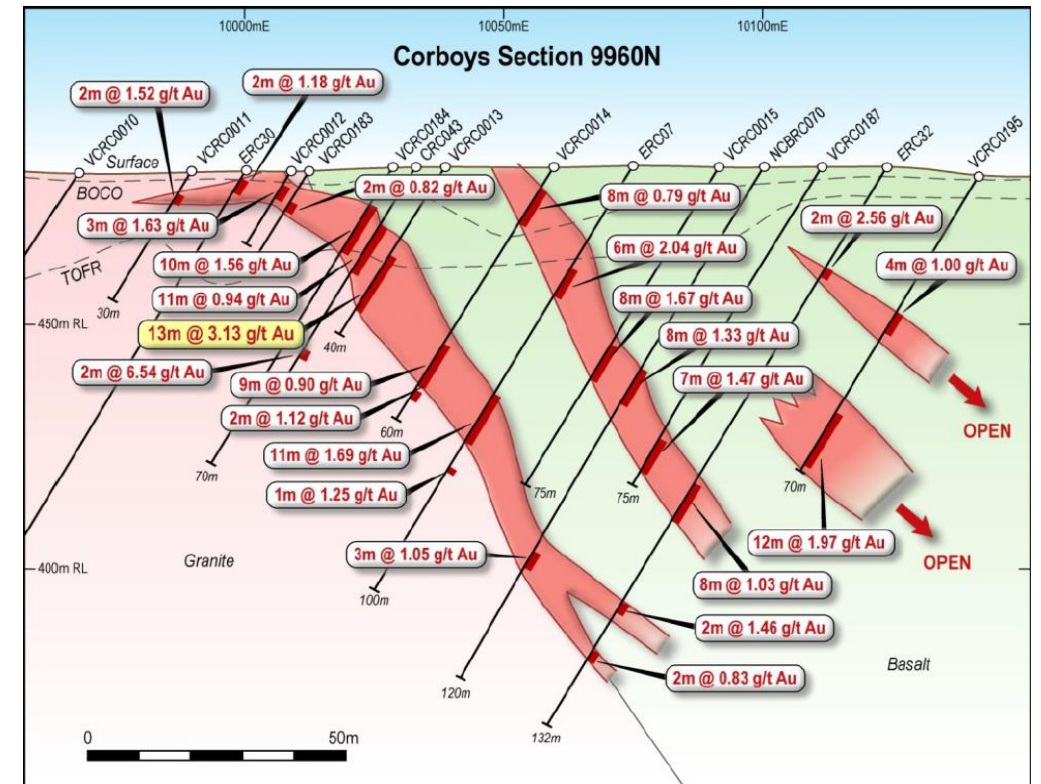 10000mE
10050mE
10100mE
Corboys Section 9960N
2m @ 1.52 g/t Au
2m @ 1.18 g/t Au
VCRC0010
Surface
VCRC0011
ERC30
VCRC0012
VCRC0183
VCRC0184
CRC043
VCRC0013
VCRC0014
ERC07
VCRC0015
NCBRC070
VCRC0187
ERC32
VCRC0195
BOCO
2m @ 0.82 g/t Au
8m @ 0.79 g/t Au
3m @ 1.63 g/t Au
2m @ 2.56 g/t Au
6m @ 2.04 g/t Au
TOFR
10m @ 1.56 g/t Au
4m @ 1.00 g/t Au
11m @ 0.94 g/t Au
8m @ 1.67 g/t Au
30m
450m RL
13m @ 3.13 g/t Au
8m @ 1.33 g/t Au
40m
2m @ 6.54 g/t Au
9m @ 0.90 g/t Au
7m @ 1.47 g/t Au
2m @ 1.12 g/t Au
60m
OPEN
11m @ 1.69 g/t Au
70m
1m @ 1.25 g/t Au
75m
75m
70m
12m @ 1.97 g/t Au
3m @ 1.05 g/t Au
Granite
OPEN
400m RL
8m @ 1.03 g/t Au
100m
2m @ 1.46 g/t Au
Basalt
2m @ 0.83 g/t Au
120m
132m
0
50m